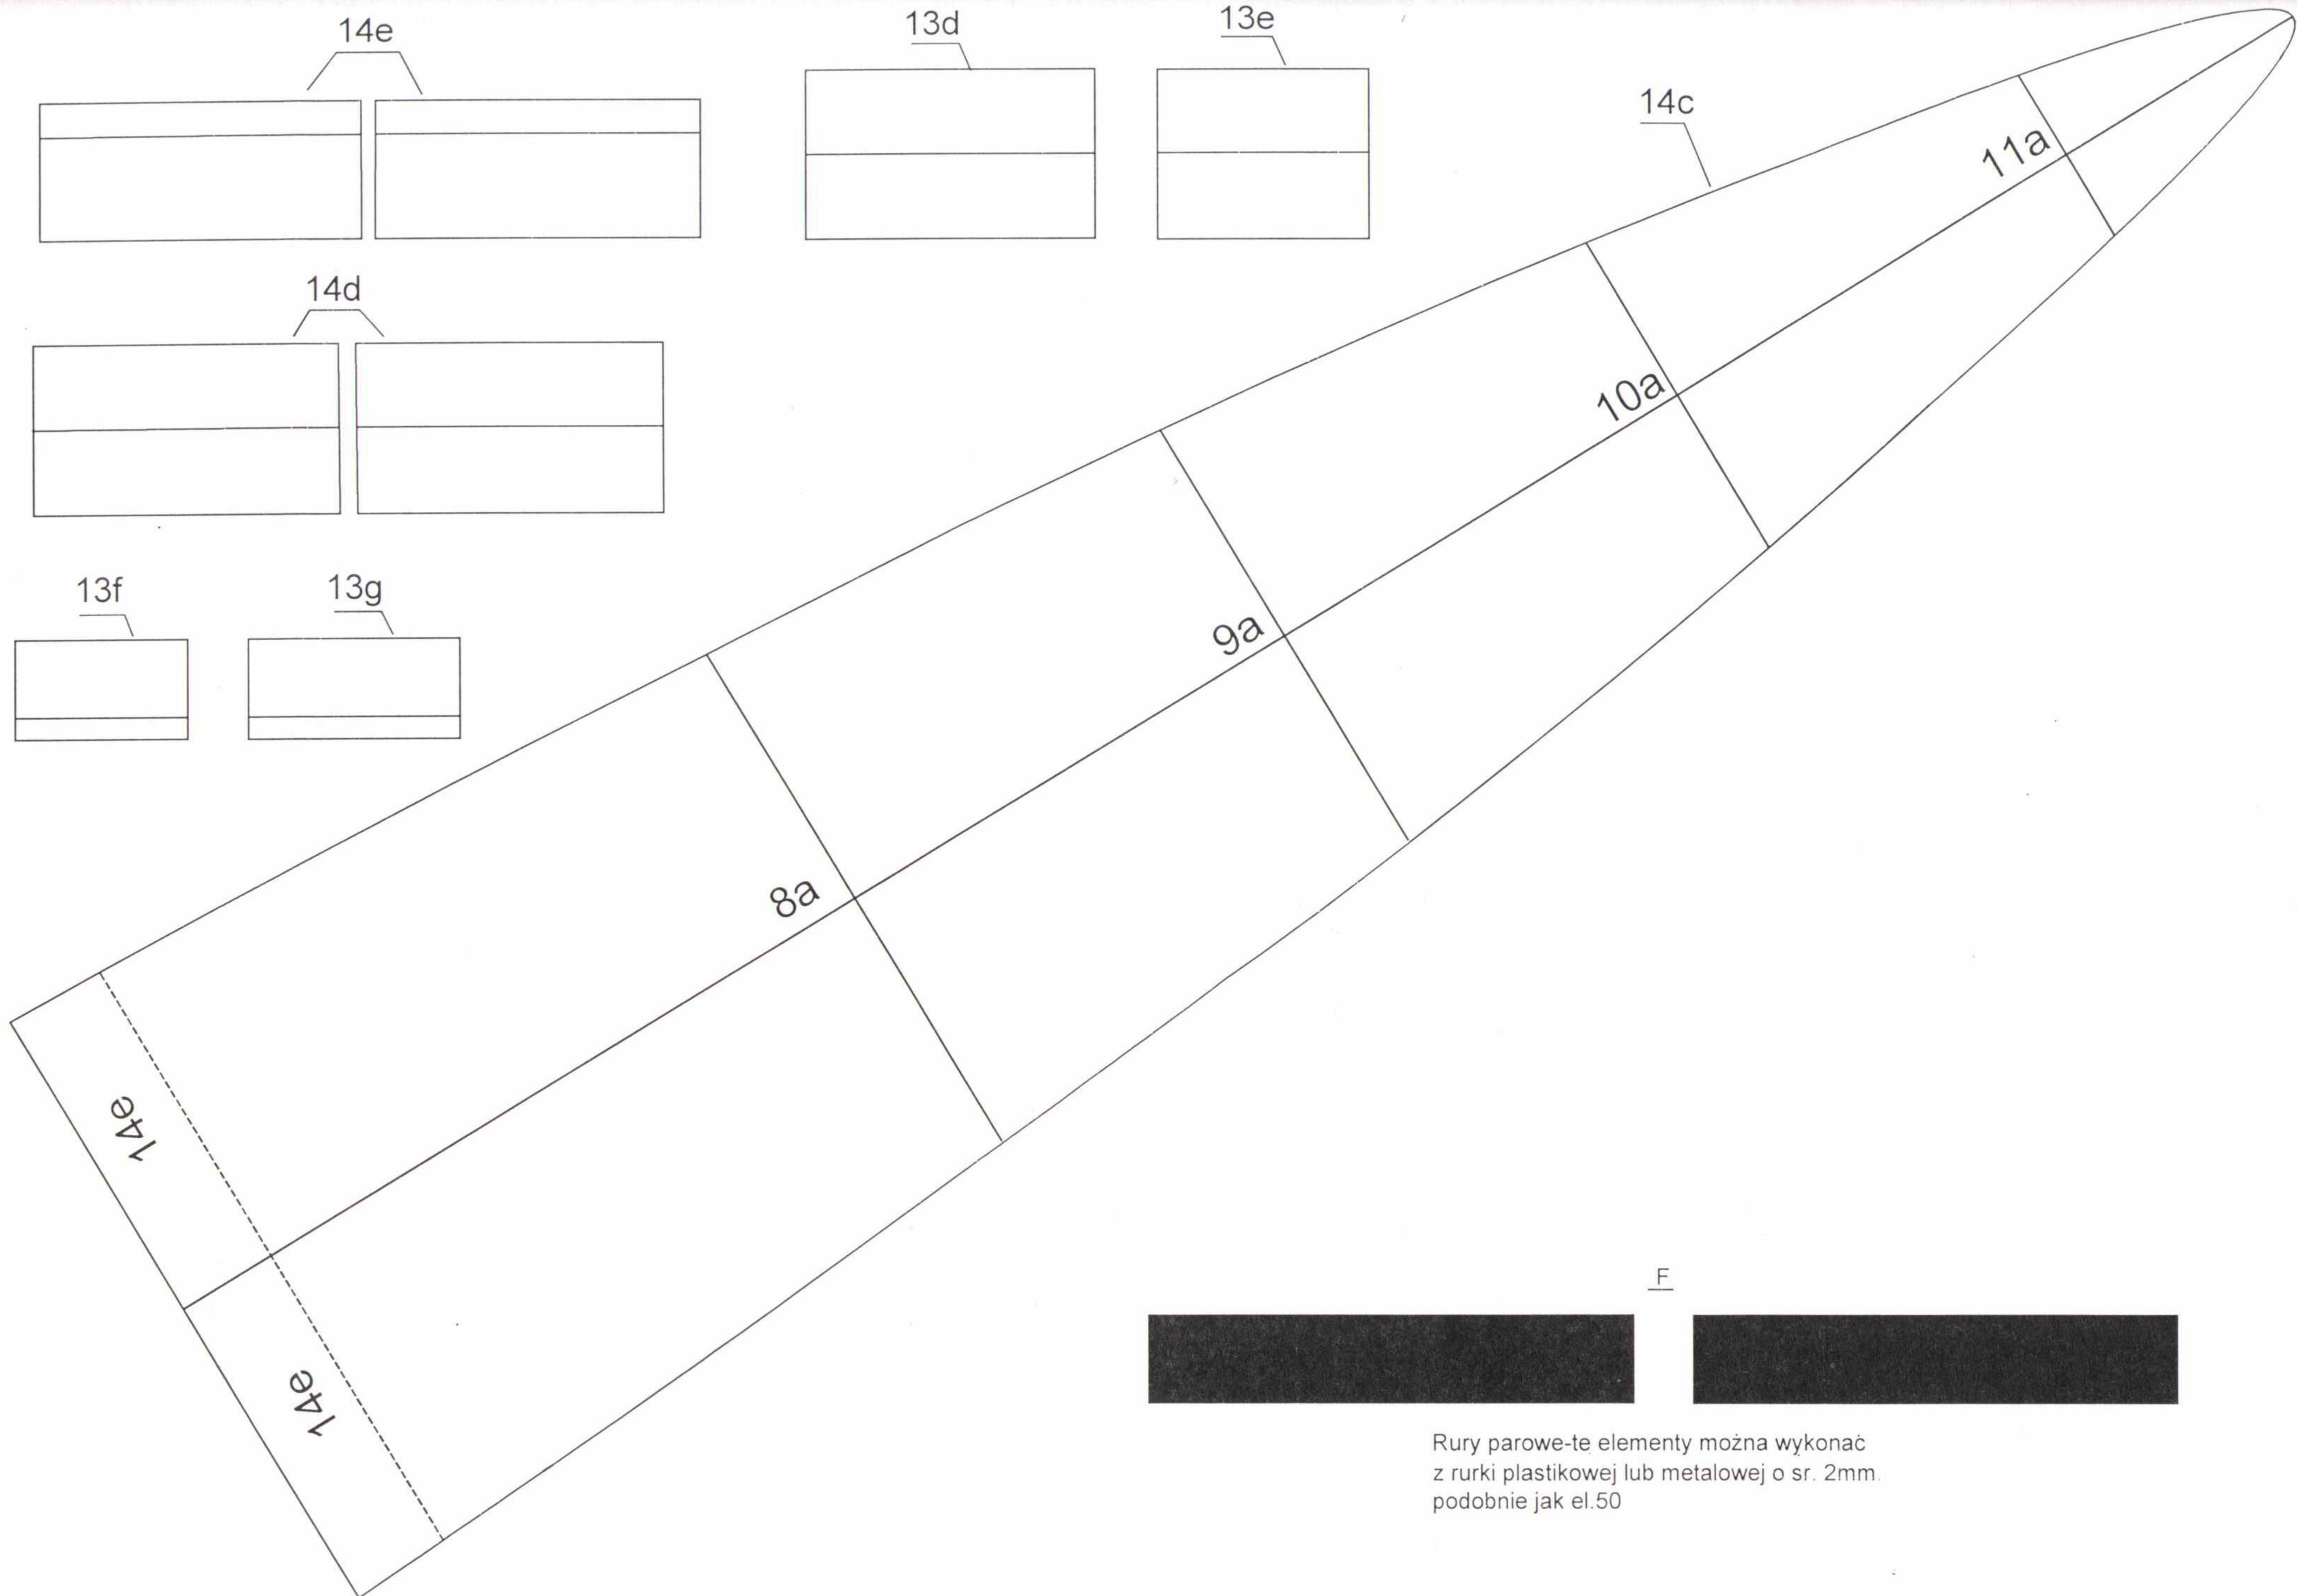 14e
13d
13e
14c
11a
14d
10a
13f
13g
9a
8a
14e
14e
F
Rury parowe-te elementy można wykonać
z rurki plastikowej lub metalowej o sr. 2mm.
podobnie jak el.50